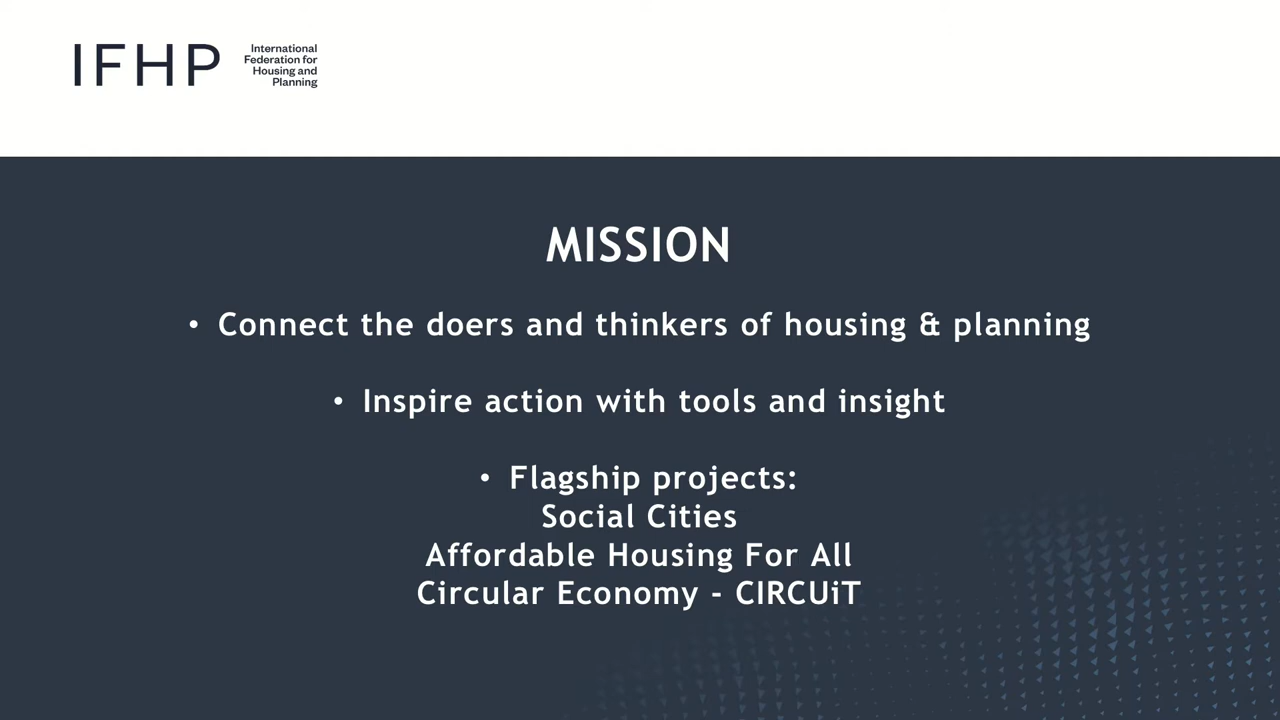 IFHP
International
Federation for
Housing and
Planning
MISSION
• Connect the doers and thinkers of housing & planning
• Inspire action with tools and insight
• Flagship projects:
Social Cities
Affordable Housing For All
Circular Economy - CIRCUiT